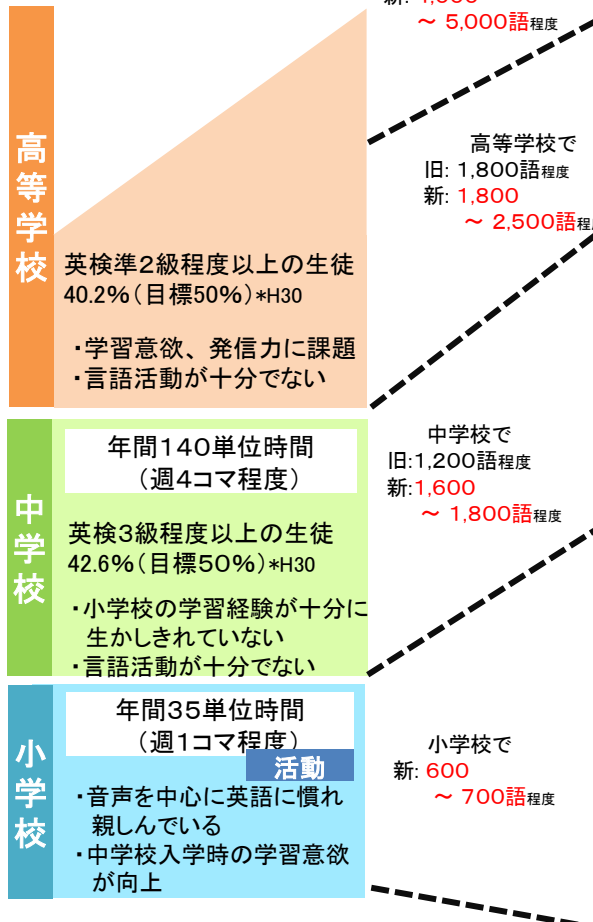 ～ 5,000語程度
高等学校
英検準２級程度以上の生徒
40.2%（目標50%）*H30
・学習意欲、発信力に課題
・言語活動が十分でない
高等学校で
旧: 1,800語程度
新: 1,800
～ 2,500語程
中学校
年間140単位時間
（週4コマ程度）
英検３級程度以上の生徒
42.6%（目標50%）*H30
・小学校の学習経験が十分に
生かしきれていない
・言語活動が十分でない
中学校で
旧:1,200語程度
新:1,600
～ 1,800語程度
小学校
年間35単位時間
（週1コマ程度）
活動
・音声を中心に英語に慣れ
親しんでいる
・中学校入学時の学習意欲
が向上
小学校で
新: 600
～ 700語程度